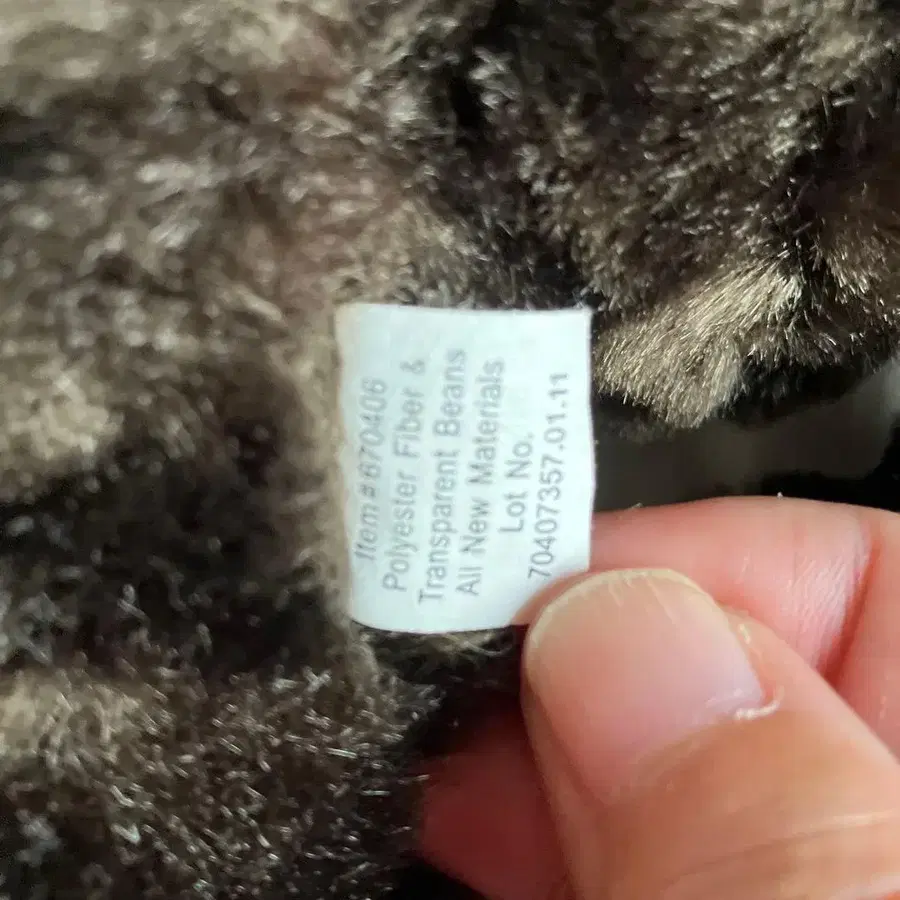 Item # 670406
Polyester Fiber &
Transparent Beans
All New Materials
Lot No.
70407357.01.11